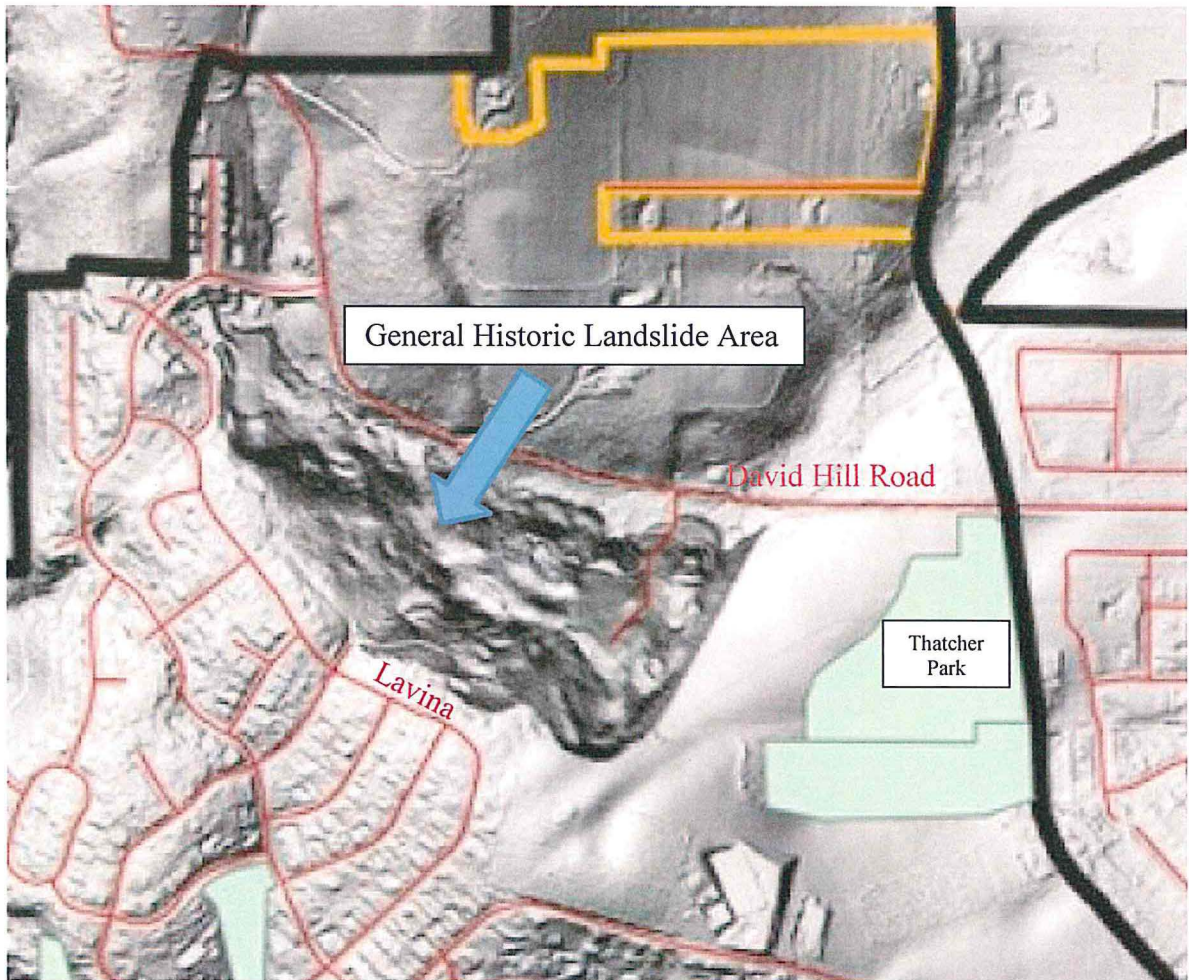 General Historic Landslide Area
David Hill Road
Thatcher
Park
Lavina